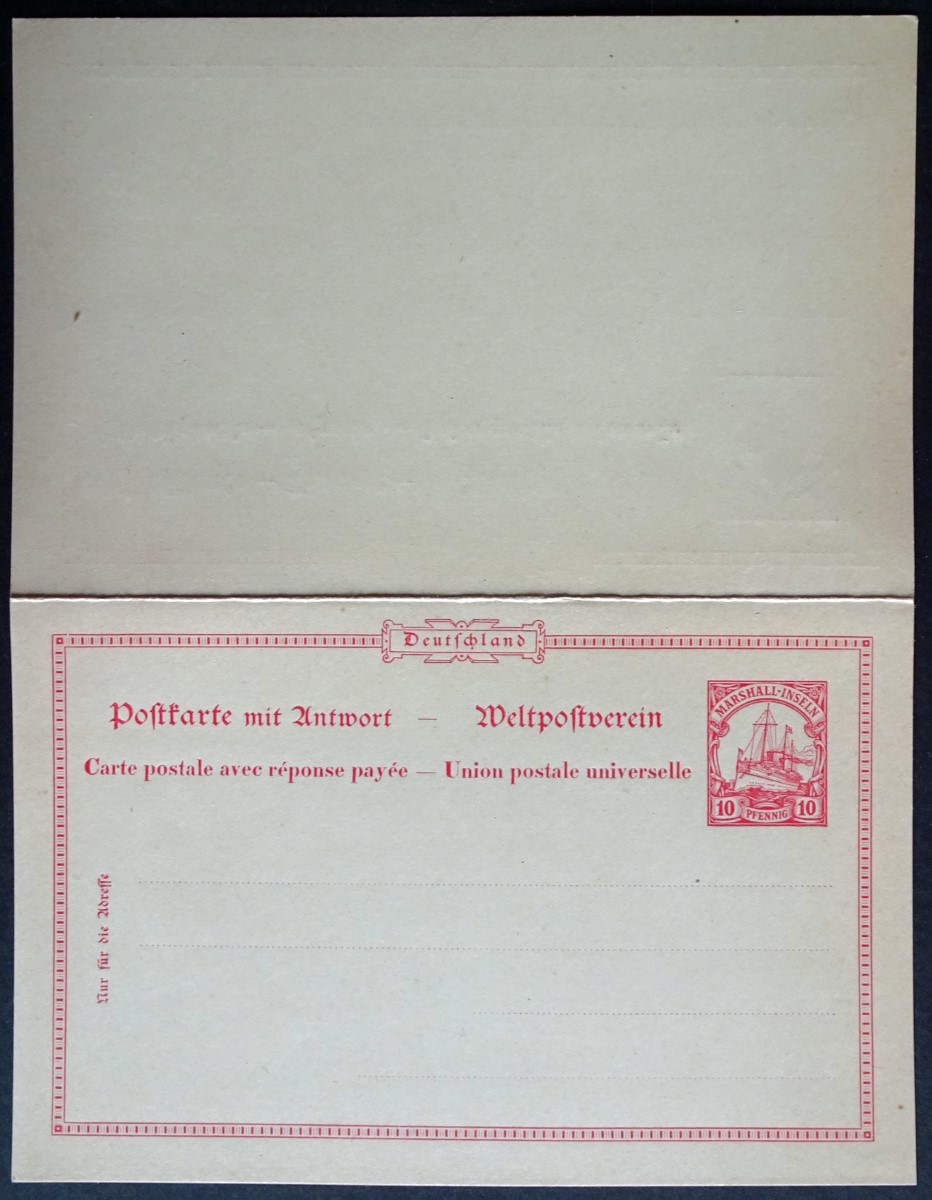 Deutſchland
Poſtkarte mit Antwort — Weltpoſtverein
Carte postale avec réponse payée — Union postale universelle
MARSHALL-INSELN
10 PFENNIG 10
Nur für die Adreſſe